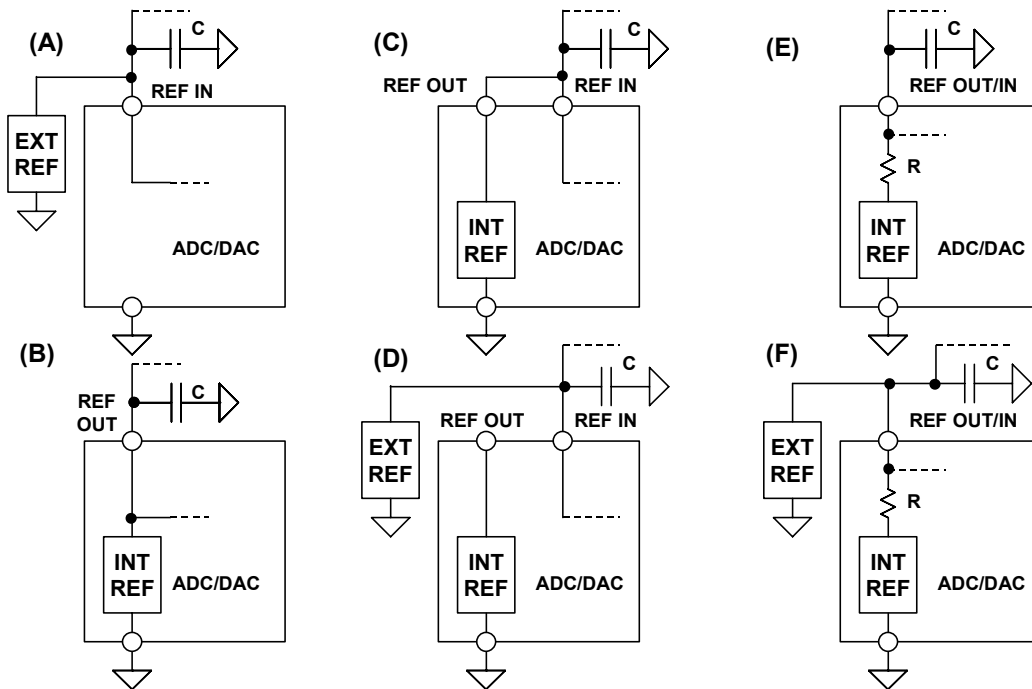 (A)
C
REF IN
EXT
REF
ADC/DAC
(B)
C
REF
OUT
INT
REF
ADC/DAC
(C)
C
REF OUT
REF IN
INT
REF
ADC/DAC
(D)
C
REF OUT
REF IN
EXT
REF
INT
REF
ADC/DAC
(E)
C
REF OUT/IN
R
INT
REF
ADC/DAC
(F)
C
REF OUT/IN
EXT
REF
R
INT
REF
ADC/DAC